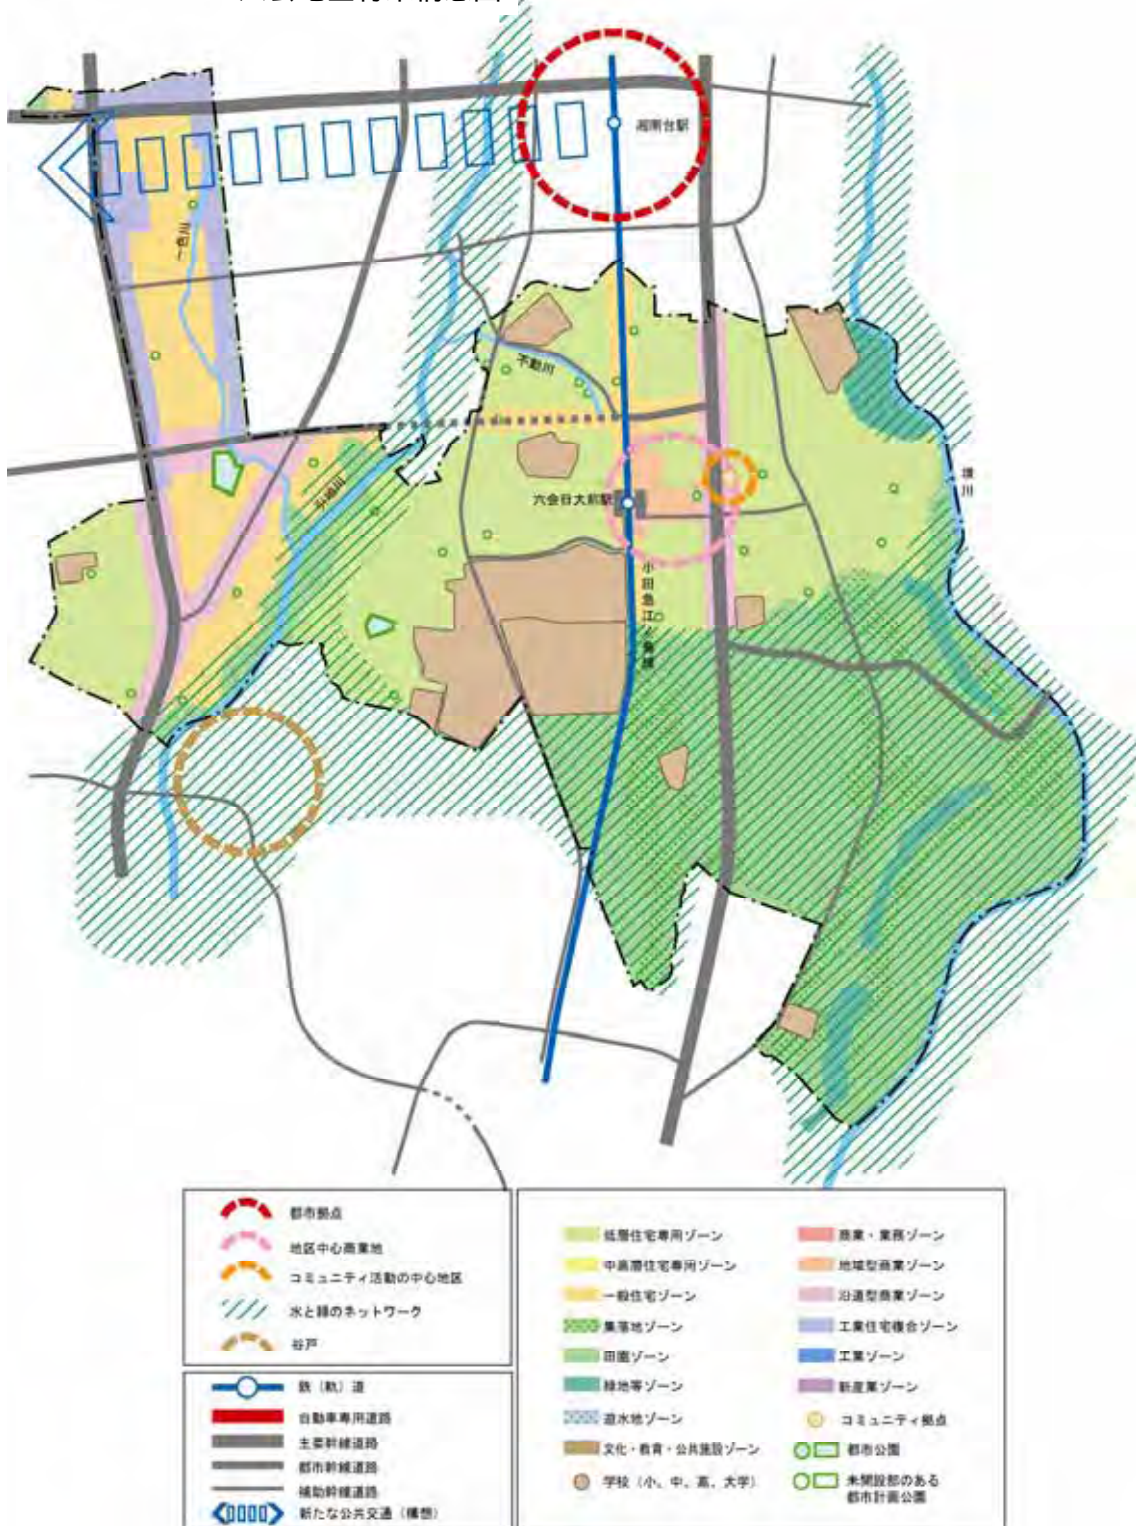 湘南台駅
一色川
不動川
引地川
六会日大前駅
境川
小田急江ノ島線
都市拠点
地区中心商業地
コミュニティ活動の中心地区
水と緑のネットワーク
谷戸
鉄（軌）道
自動車専用道路
主要幹線道路
都市幹線道路
補助幹線道路
新たな公共交通（構想）
低層住宅専用ゾーン
中高層住宅専用ゾーン
一般住宅ゾーン
集落地ゾーン
田園ゾーン
緑地等ゾーン
遊水地ゾーン
文化・教育・公共施設ゾーン
学校（小、中、高、大学）
商業・業務ゾーン
地域型商業ゾーン
沿道型商業ゾーン
工業住宅複合ゾーン
工業ゾーン
新産業ゾーン
コミュニティ拠点
都市公園
未開設部のある
都市計画公園